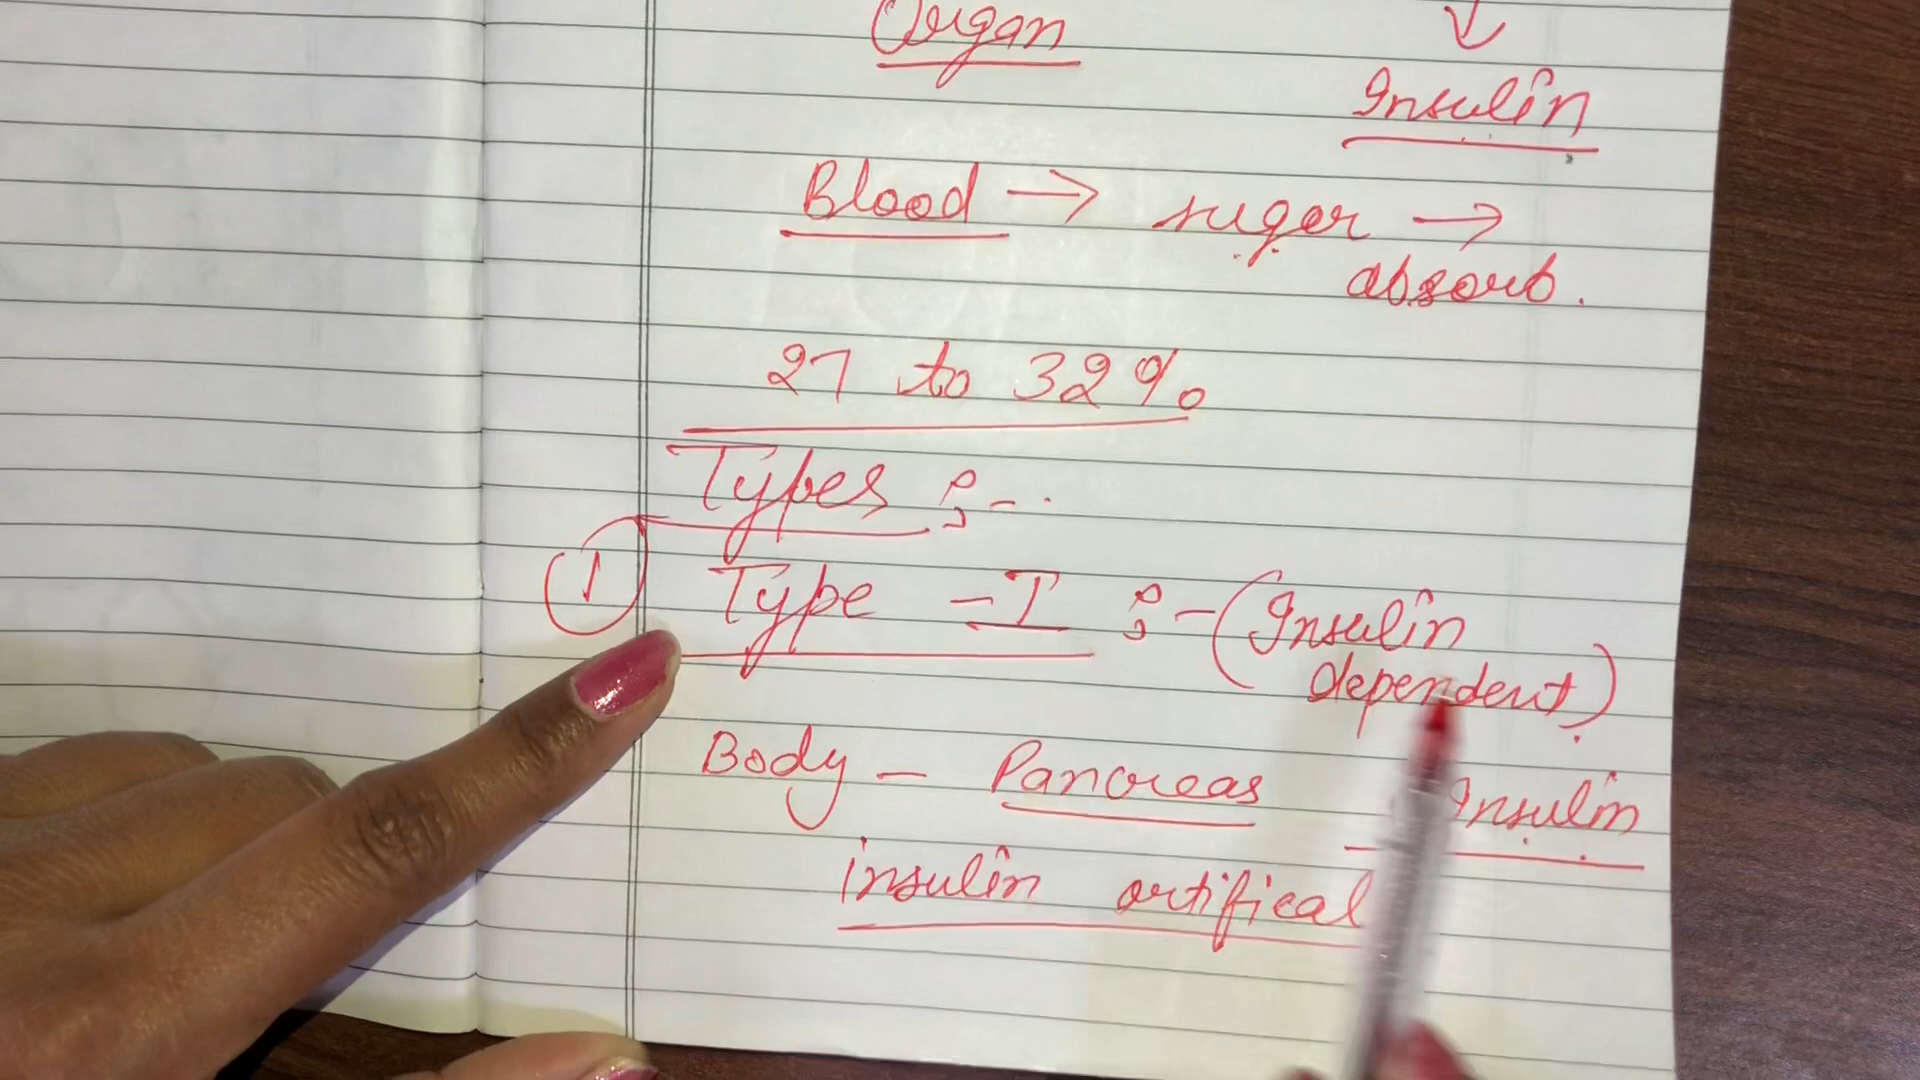 Organ
↓
Insulin
Blood → suger →
absorb.
27 to 32%
Types :-
① Type - I :- (Insulin
dependent)
Body - Pancreas Insulin
insulin artifical